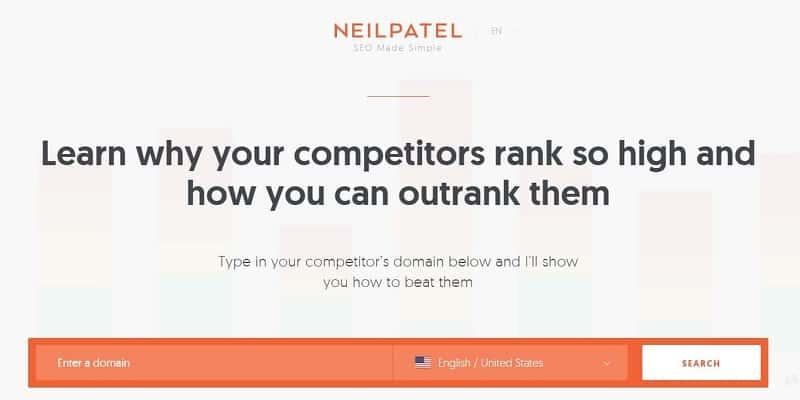 NEILPATEL
EN
SEO Made Simple
Learn why your competitors rank so high and
how you can outrank them
Type in your competitor's domain below and I'll show
you how to beat them
Enter a domain
English / United States
SEARCH